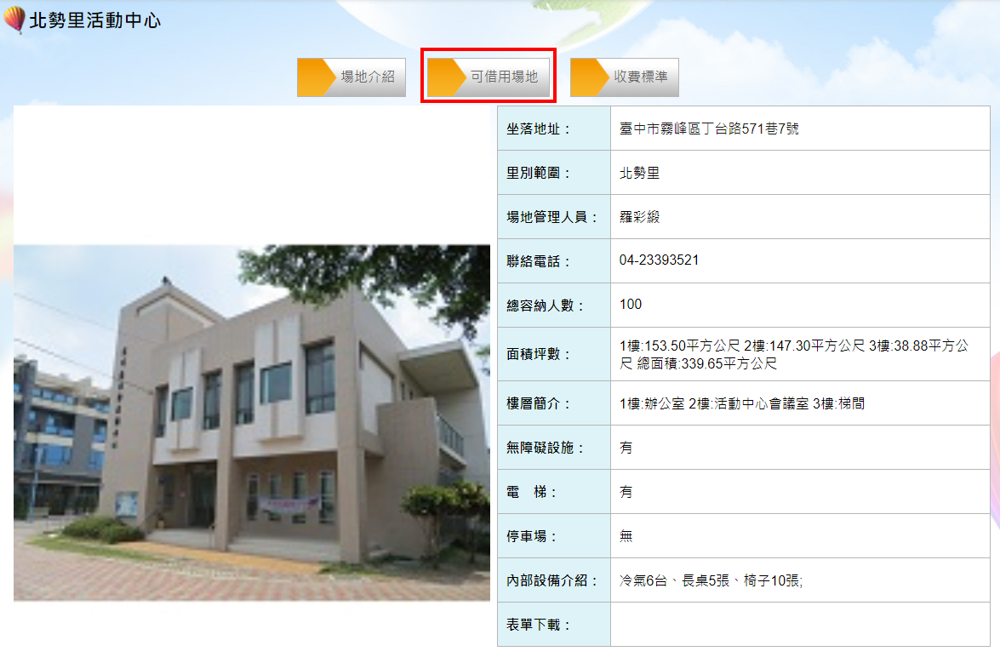 北勢里活動中心
場地介紹
可借用場地
收費標準
坐落地址：
臺中市霧峰區丁台路571巷7號
里別範圍：
北勢里
場地管理人員：
羅彩緞
聯絡電話：
04-23393521
總容納人數：
100
面積坪數：
1樓:153.50平方公尺 2樓:147.30平方公尺 3樓:38.88平方公
尺 總面積:339.65平方公尺
樓層簡介：
1樓:辦公室 2樓:活動中心會議室 3樓:梯間
無障礙設施：
有
電　梯：
有
停車場：
無
內部設備介紹：
冷氣6台、長桌5張、椅子10張;
表單下載：